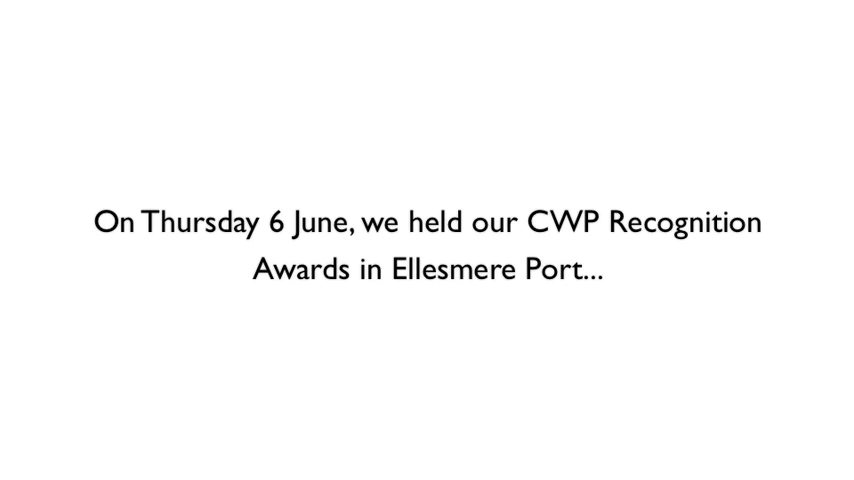 On Thursday 6 June, we held our CWP Recognition
Awards in Ellesmere Port...